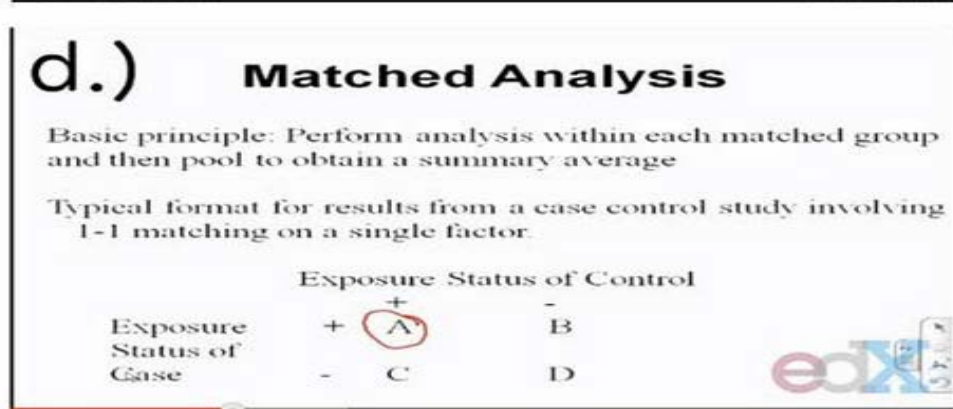 d.) Matched Analysis
Basic principle: Perform analysis within each matched group
and then pool to obtain a summary average
Typical format for results from a case control study involving
1-1 matching on a single factor.
Exposure Status of Control
+ -
Exposure + A B
Status of
Case - C D
edX